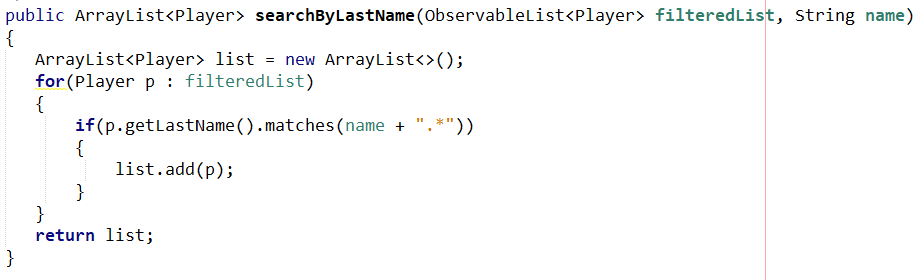 public ArrayList<Player> searchByLastName(ObservableList<Player> filteredList, String name)
{
    ArrayList<Player> list = new ArrayList<>();
    for(Player p : filteredList)
    {
        if(p.getLastName().matches(name + ".*"))
        {
            list.add(p);
        }
    }
    return list;
}